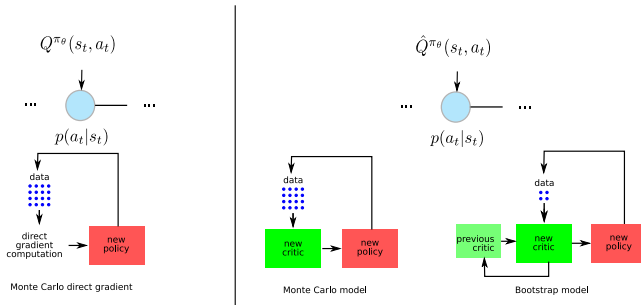 Q^{π_θ}(s_t, a_t)
...
...
p(a_t|s_t)
data
direct
gradient
computation
new
policy
Monte Carlo direct gradient
Q̂^{π_θ}(s_t, a_t)
...
...
p(a_t|s_t)
data
new
critic
new
policy
Monte Carlo model
data
previous
critic
new
critic
new
policy
Bootstrap model